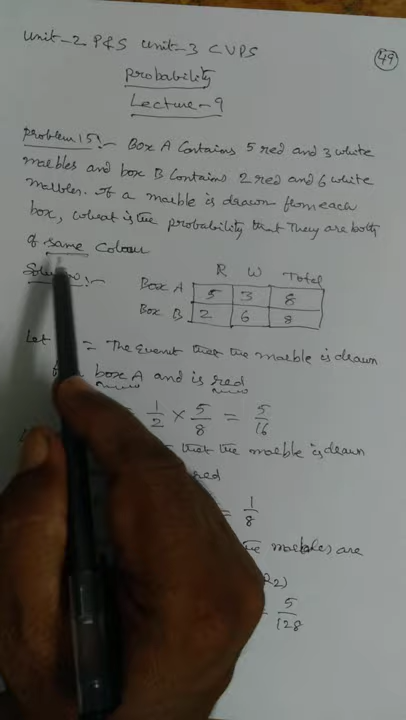 Unit-2 P&S Unit-3 CVPS
49
Probability
Lecture-9
Problem 15:- Box A Contains 5 red and 3 white
marbles and box B Contains 2 red and 6 white
marbles. If a marble is drawn from each
box, what is the probability that they are both
of same colour
Solution:-
R W Total
Box A 5 3 8
Box B 2 6 8
Let = The event that the marble is drawn
box A and is red
= 1/2 × 5/8 = 5/16
that the marble is drawn
red
= 1/8
the marbles are
= 5/128